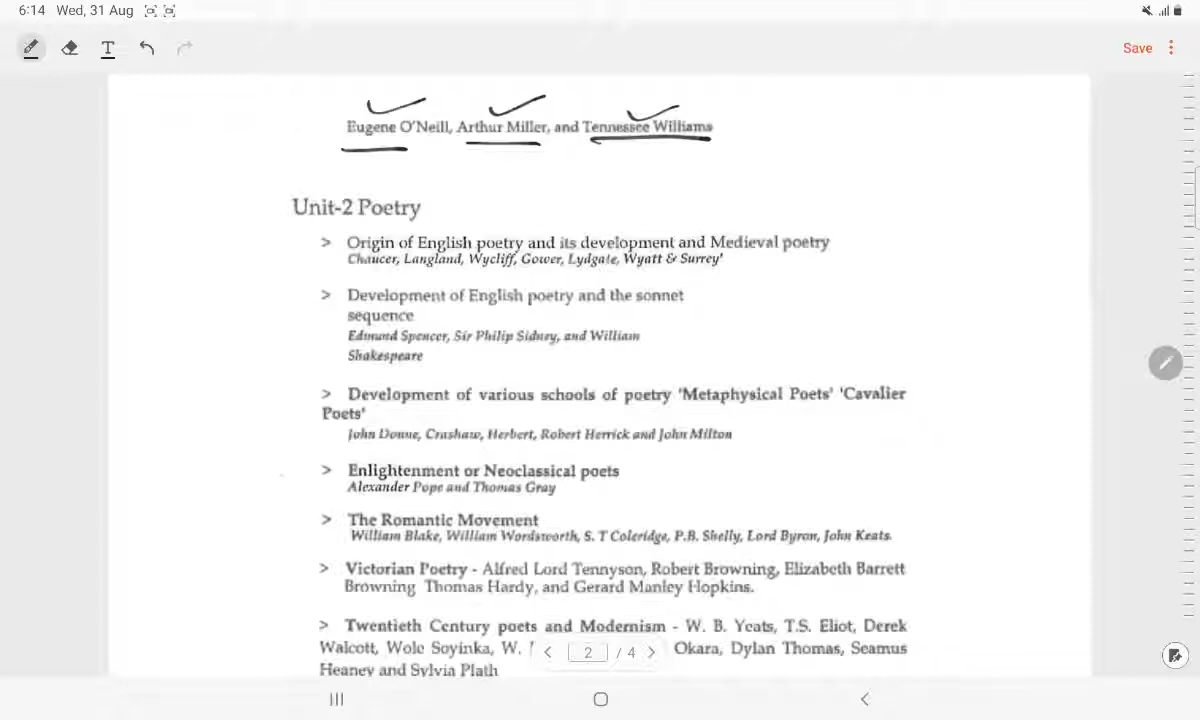 6:14 Wed, 31 Aug
T
Save
Eugene O'Neill, Arthur Miller, and Tennessee Williams
Unit-2 Poetry
> Origin of English poetry and its development and Medieval poetry
Chaucer, Langland, Wycliff, Gower, Lydgate, Wyatt & Surrey'
> Development of English poetry and the sonnet
sequence
Edmund Spencer, Sir Philip Sidney, and William
Shakespeare
> Development of various schools of poetry 'Metaphysical Poets' 'Cavalier
Poets'
John Donne, Crashaw, Herbert, Robert Herrick and John Milton
> Enlightenment or Neoclassical poets
Alexander Pope and Thomas Gray
> The Romantic Movement
William Blake, William Wordsworth, S. T Coleridge, P.B. Shelly, Lord Byron, John Keats.
> Victorian Poetry - Alfred Lord Tennyson, Robert Browning, Elizabeth Barrett
Browning Thomas Hardy, and Gerard Manley Hopkins.
> Twentieth Century poets and Modernism - W. B. Yeats, T.S. Eliot, Derek
Walcott, Wole Soyinka, W. Okara, Dylan Thomas, Seamus
2 / 4
Heaney and Sylvia Plath